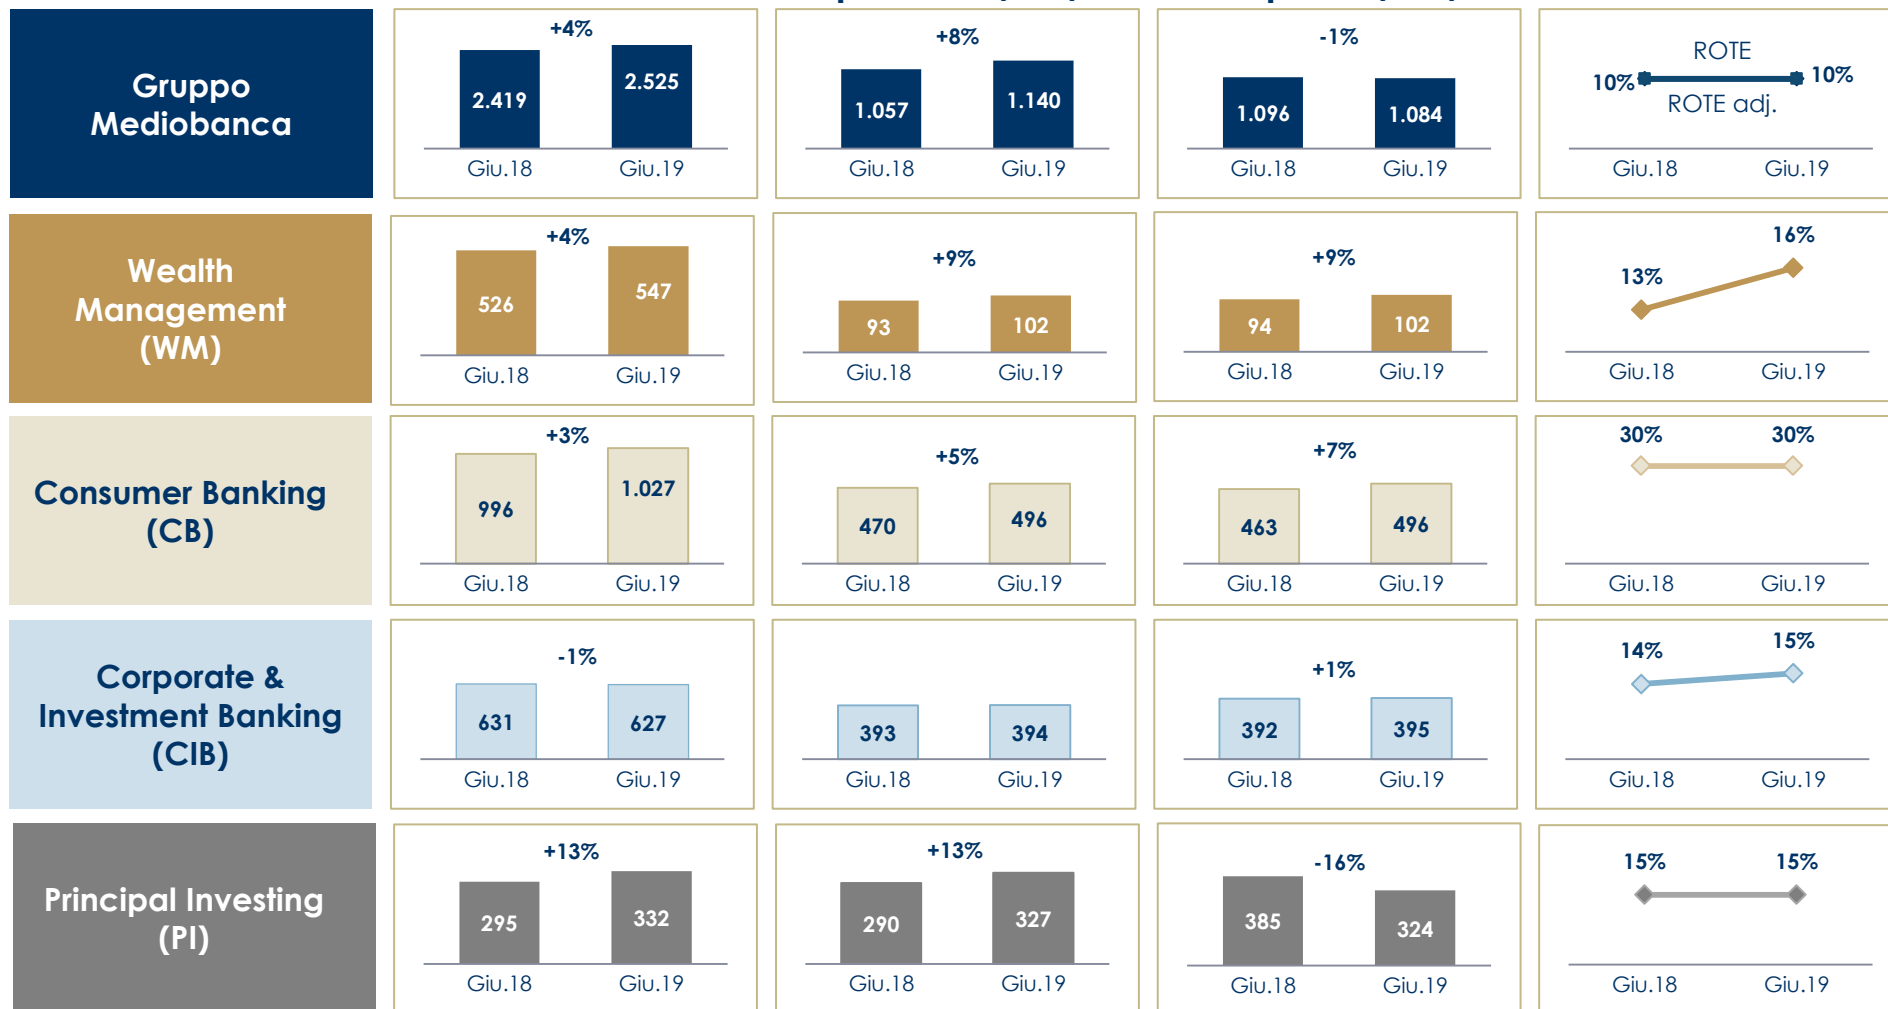 Gruppo
Mediobanca
+4%
2.419
2.525
Giu.18
Giu.19
+8%
1.057
1.140
Giu.18
Giu.19
-1%
1.096
1.084
Giu.18
Giu.19
ROTE
10%
10%
ROTE adj.
Giu.18
Giu.19
Wealth
Management
(WM)
+4%
526
547
Giu.18
Giu.19
+9%
93
102
Giu.18
Giu.19
+9%
94
102
Giu.18
Giu.19
13%
16%
Giu.18
Giu.19
Consumer Banking
(CB)
+3%
996
1.027
Giu.18
Giu.19
+5%
470
496
Giu.18
Giu.19
+7%
463
496
Giu.18
Giu.19
30%
30%
Giu.18
Giu.19
Corporate &
Investment Banking
(CIB)
-1%
631
627
Giu.18
Giu.19
393
394
Giu.18
Giu.19
+1%
392
395
Giu.18
Giu.19
14%
15%
Giu.18
Giu.19
Principal Investing
(PI)
+13%
295
332
Giu.18
Giu.19
+13%
290
327
Giu.18
Giu.19
-16%
385
324
Giu.18
Giu.19
15%
15%
Giu.18
Giu.19